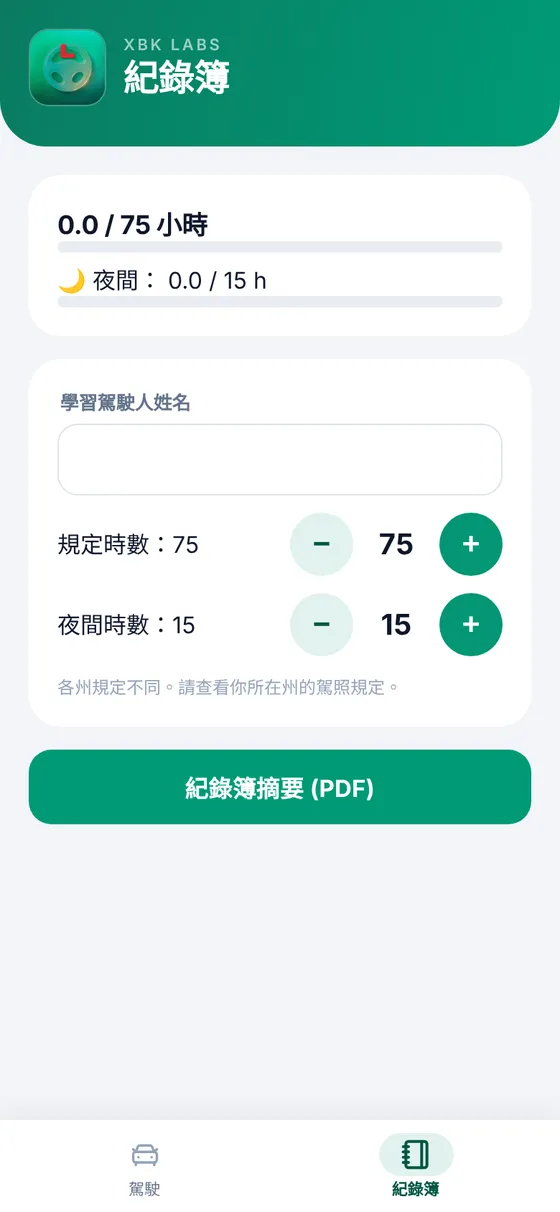 XBK LABS
紀錄簿
0.0 / 75 小時
🌙 夜間： 0.0 / 15 h
學習駕駛人姓名
規定時數：75
− 75 +
夜間時數：15
− 15 +
各州規定不同。請查看你所在州的駕照規定。
紀錄簿摘要 (PDF)
駕駛
紀錄簿